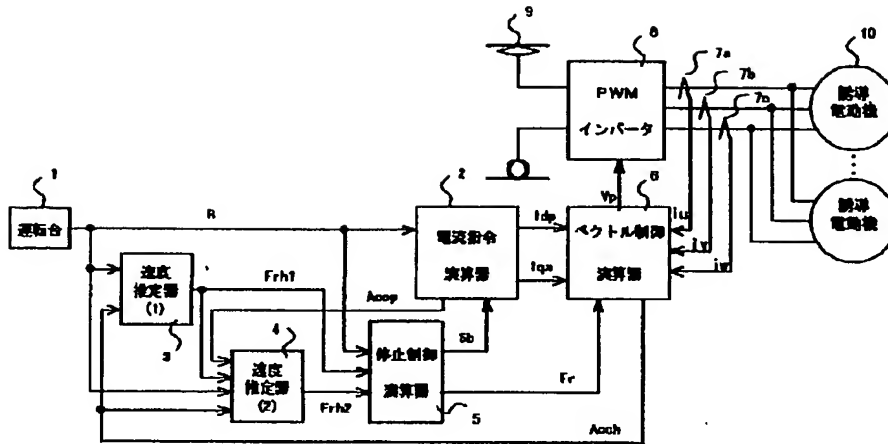 9
8
7a
7b
7c
10
PWM
インバータ
誘導
電動機
誘導
電動機
Vp
6
iu
iv
iw
1
運転台
R
2
電流指令
演算器
Idp
Iqp
ベクトル制御
演算器
速度
推定器
(1)
3
Frh1
Accp
4
速度
推定器
(2)
Frh2
停止制御
演算器
5
Sb
Fr
Acch